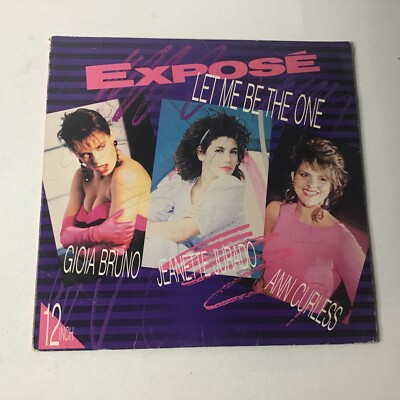 EXPOSÉ
LET ME BE THE ONE
GIOIA BRUNO
JEANETTE JURADO
ANN CURLESS
12 INCH